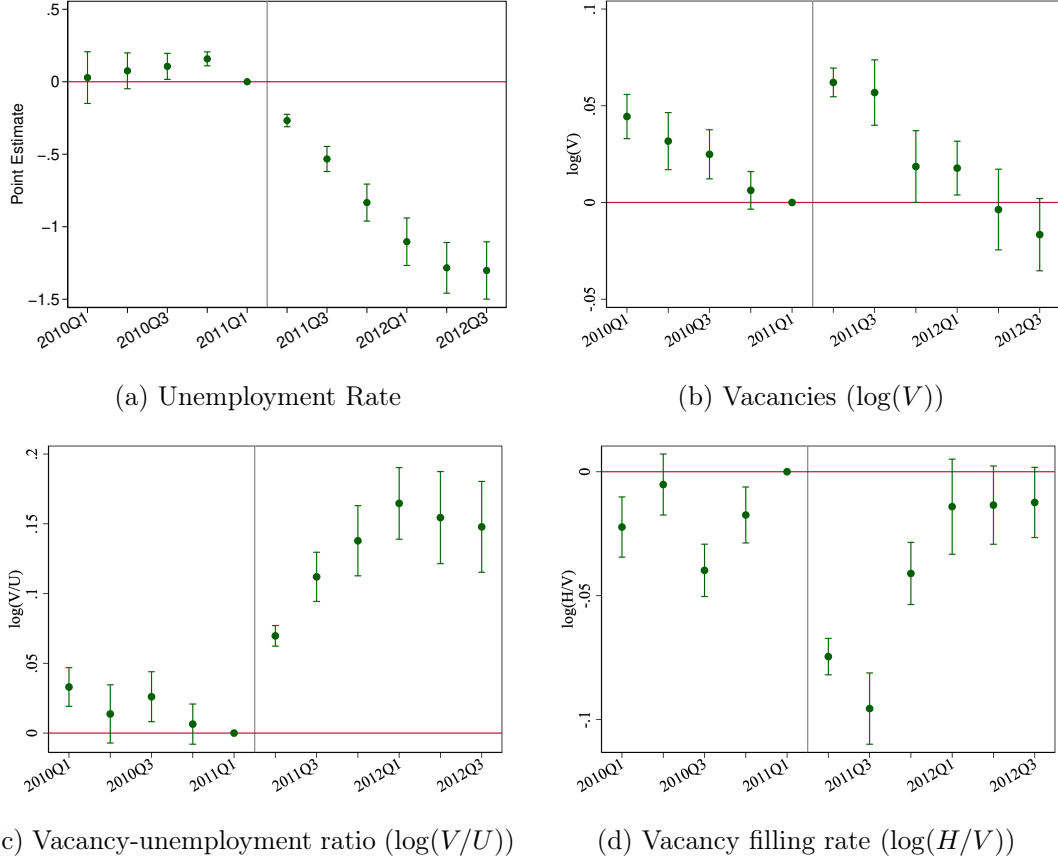 .5
0
-.5
-1
-1.5
Point Estimate
2010Q1
2010Q3
2011Q1
2011Q3
2012Q1
2012Q3
(a) Unemployment Rate
.1
.05
0
-.05
log(V)
2010Q1
2010Q3
2011Q1
2011Q3
2012Q1
2012Q3
(b) Vacancies (log(V))
.2
.15
.1
.05
0
log(V/U)
2010Q1
2010Q3
2011Q1
2011Q3
2012Q1
2012Q3
c) Vacancy-unemployment ratio (log(V/U))
0
-.05
-.1
log(H/V)
2010Q1
2010Q3
2011Q1
2011Q3
2012Q1
2012Q3
(d) Vacancy filling rate (log(H/V))